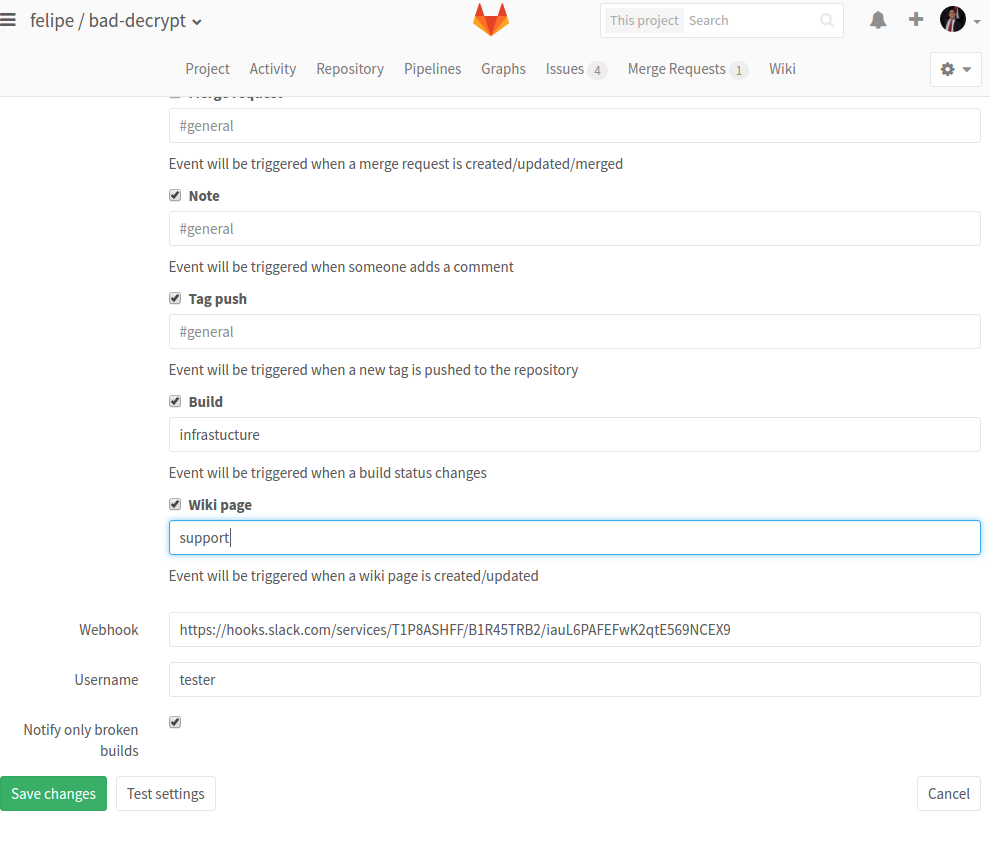 felipe / bad-decrypt
This project Search
Project Activity Repository Pipelines Graphs Issues 4 Merge Requests 1 Wiki
Merge request
#general
Event will be triggered when a merge request is created/updated/merged
Note
#general
Event will be triggered when someone adds a comment
Tag push
#general
Event will be triggered when a new tag is pushed to the repository
Build
infrastucture
Event will be triggered when a build status changes
Wiki page
support
Event will be triggered when a wiki page is created/updated
Webhook https://hooks.slack.com/services/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
Username tester
Notify only broken
builds
Save changes Test settings Cancel